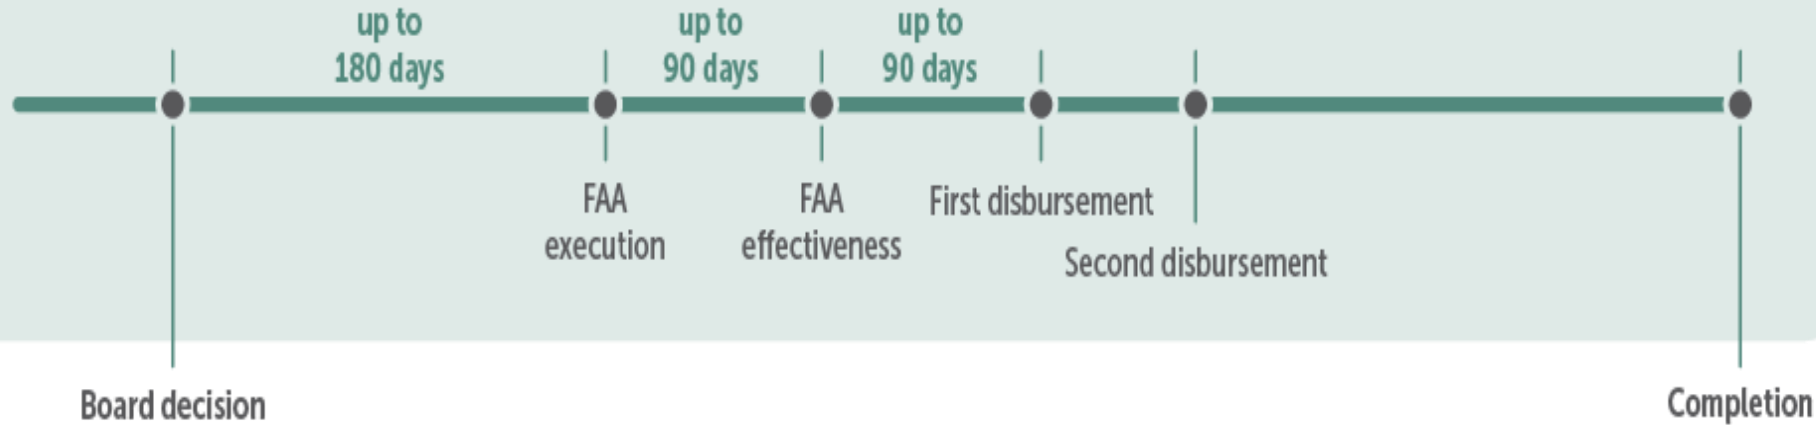 up to
180 days
up to
90 days
up to
90 days
FAA
execution
FAA
effectiveness
First disbursement
Second disbursement
Board decision
Completion